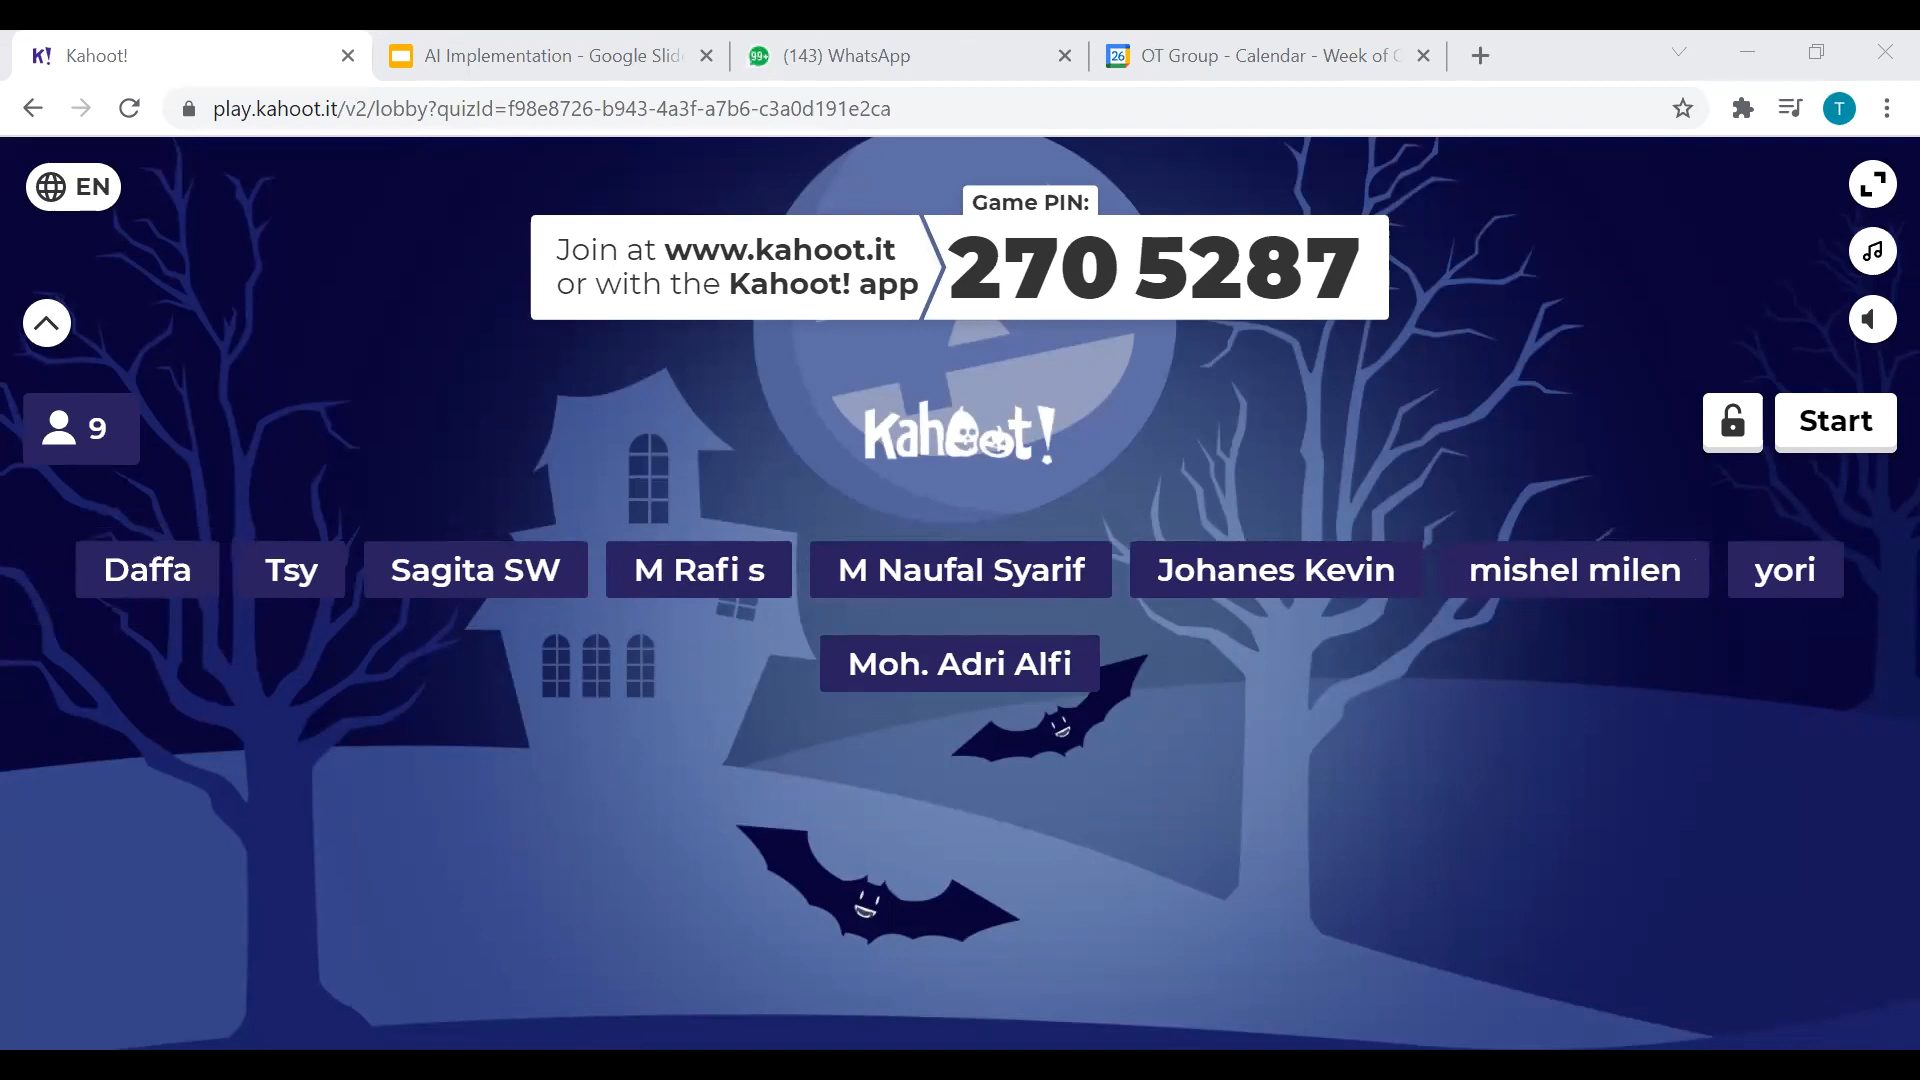 K! Kahoot!
AI Implementation - Google Slid
99+ (143) WhatsApp
26 OT Group - Calendar - Week of O
play.kahoot.it/v2/lobby?quizId=f98e8726-b943-4a3f-a7b6-c3a0d191e2ca
T
EN
Game PIN:
Join at www.kahoot.it
or with the Kahoot! app
270 5287
Kahoot!
9
Start
Daffa
Tsy
Sagita SW
M Rafi s
M Naufal Syarif
Johanes Kevin
mishel milen
yori
Moh. Adri Alfi